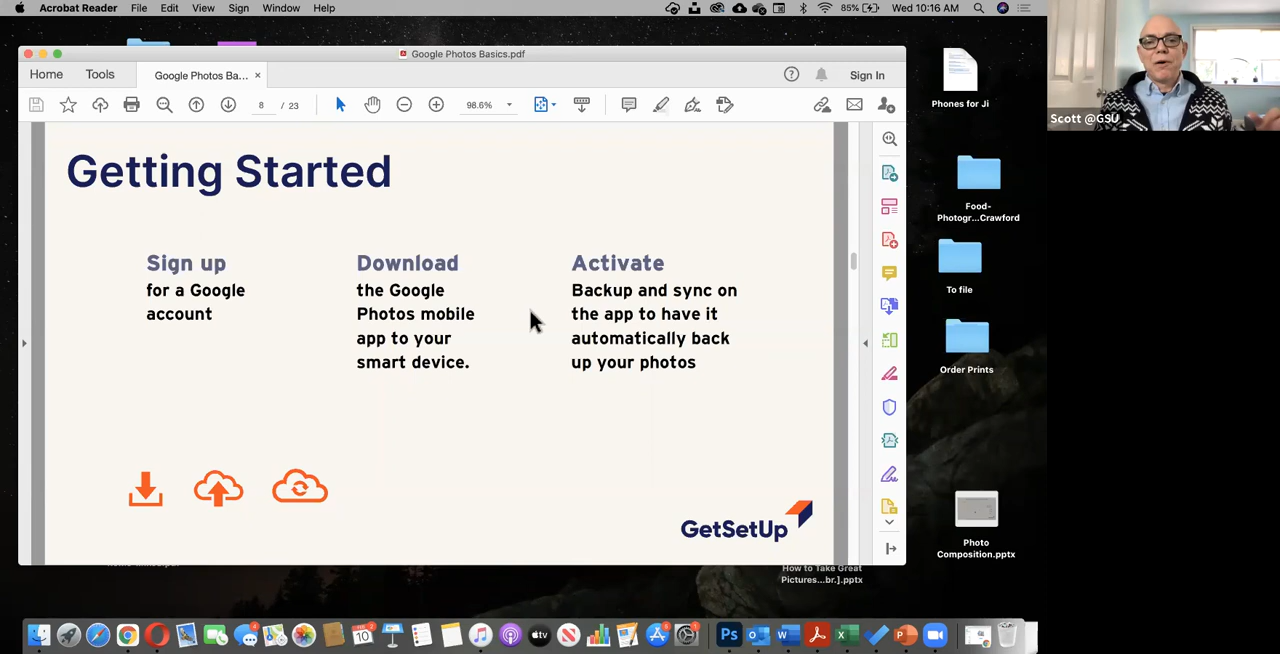 Acrobat Reader File Edit View Sign Window Help
85% Wed 10:16 AM
Google Photos Basics.pdf
Home Tools Google Photos Ba... × Sign In
8 / 23 98.6%
Getting Started
Sign up
for a Google
account
Download
the Google
Photos mobile
app to your
smart device.
Activate
Backup and sync on
the app to have it
automatically back
up your photos
GetSetUp
Phones for Ji
Food-
Photogr...Crawford
To file
Order Prints
Photo
Composition.pptx
How to Take Great
Pictures...br.].pptx
Scott @GSU
10
Ps